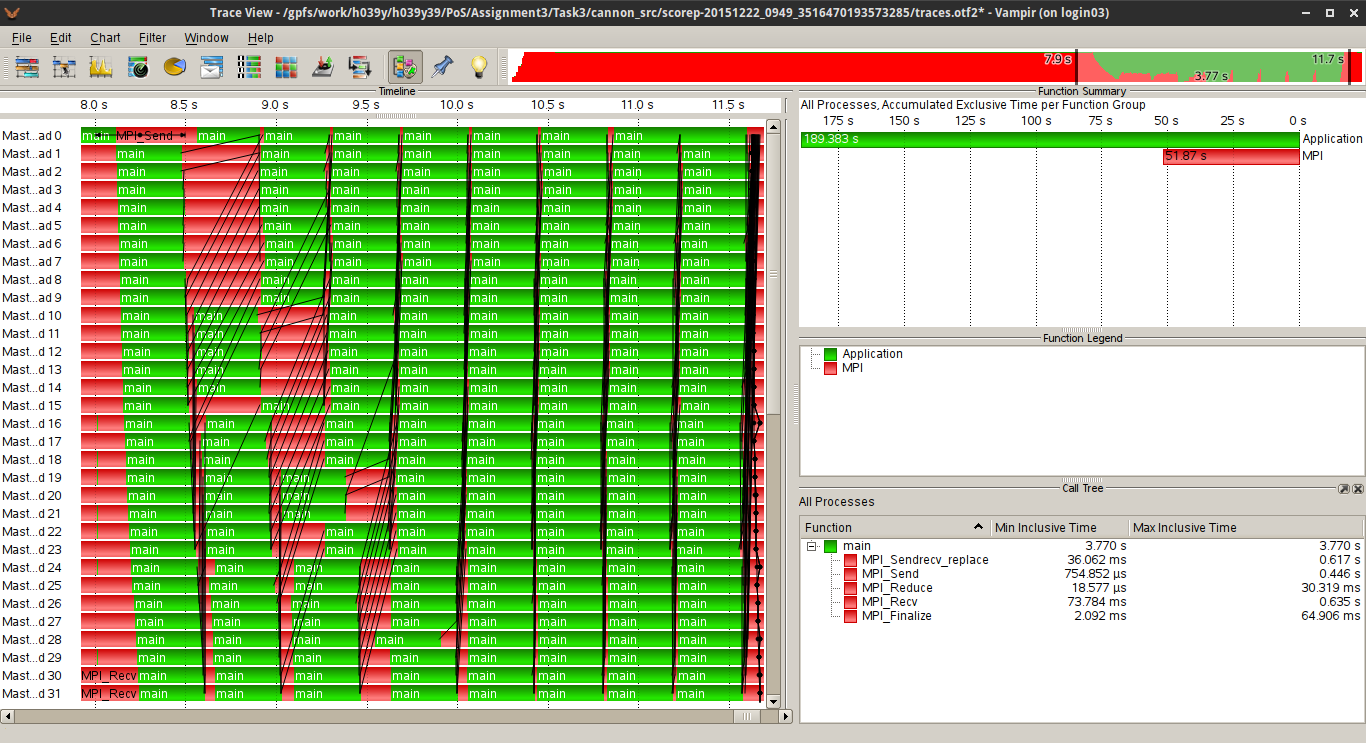 Trace View - /gpfs/work/h039y/h039y39/PoS/Assignment3/Task3/cannon_src/scorep-20151222_0949_3516470193573285/traces.otf2* - Vampir (on login03)
File Edit Chart Filter Window Help
7.9 s 3.77 s 11.7 s
Timeline
8.0 s 8.5 s 9.0 s 9.5 s 10.0 s 10.5 s 11.0 s 11.5 s
Mast...ad 0 main MPI_Send main main main main main main main
Mast...ad 1 main main main main main main main main
Mast...ad 2 main main main main main main main main
Mast...ad 3 main main main main main main main main
Mast...ad 4 main main main main main main main main
Mast...ad 5 main main main main main main main main
Mast...ad 6 main main main main main main main main
Mast...ad 7 main main main main main main main main
Mast...ad 8 main main main main main main main main
Mast...ad 9 main main main main main main main main
Mast...d 10 main main main main main main main main
Mast...d 11 main main main main main main main main
Mast...d 12 main main main main main main main main
Mast...d 13 main main main main main main main main
Mast...d 14 main main main main main main main main
Mast...d 15 main main main main main main main main
Mast...d 16 main main main main main main main main
Mast...d 17 main main main main main main main main
Mast...d 18 main main main main main main main main
Mast...d 19 main main main main main main main main
Mast...d 20 main main main main main main main main
Mast...d 21 main main main main main main main main
Mast...d 22 main main main main main main main main
Mast...d 23 main main main main main main main main
Mast...d 24 main main main main main main main main
Mast...d 25 main main main main main main main main
Mast...d 26 main main main main main main main main
Mast...d 27 main main main main main main main main
Mast...d 28 main main main main main main main main
Mast...d 29 main main main main main main main main
Mast...d 30 MPI_Recv main main main main main main main main
Mast...d 31 MPI_Recv main main main main main main main main
Function Summary
All Processes, Accumulated Exclusive Time per Function Group
175 s 150 s 125 s 100 s 75 s 50 s 25 s 0 s
189.383 s Application
51.87 s MPI
Function Legend
Application
MPI
Call Tree
All Processes
Function Min Inclusive Time Max Inclusive Time
main 3.770 s 3.770 s
MPI_Sendrecv_replace 36.062 ms 0.617 s
MPI_Send 754.852 µs 0.446 s
MPI_Reduce 18.577 µs 30.319 ms
MPI_Recv 73.784 ms 0.635 s
MPI_Finalize 2.092 ms 64.906 ms